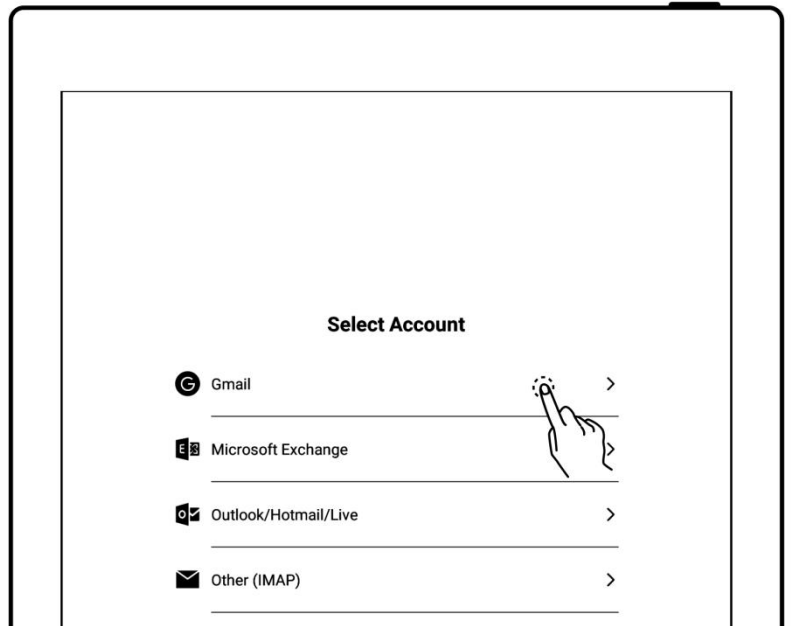 Select Account
Gmail
Microsoft Exchange
Outlook/Hotmail/Live
Other (IMAP)